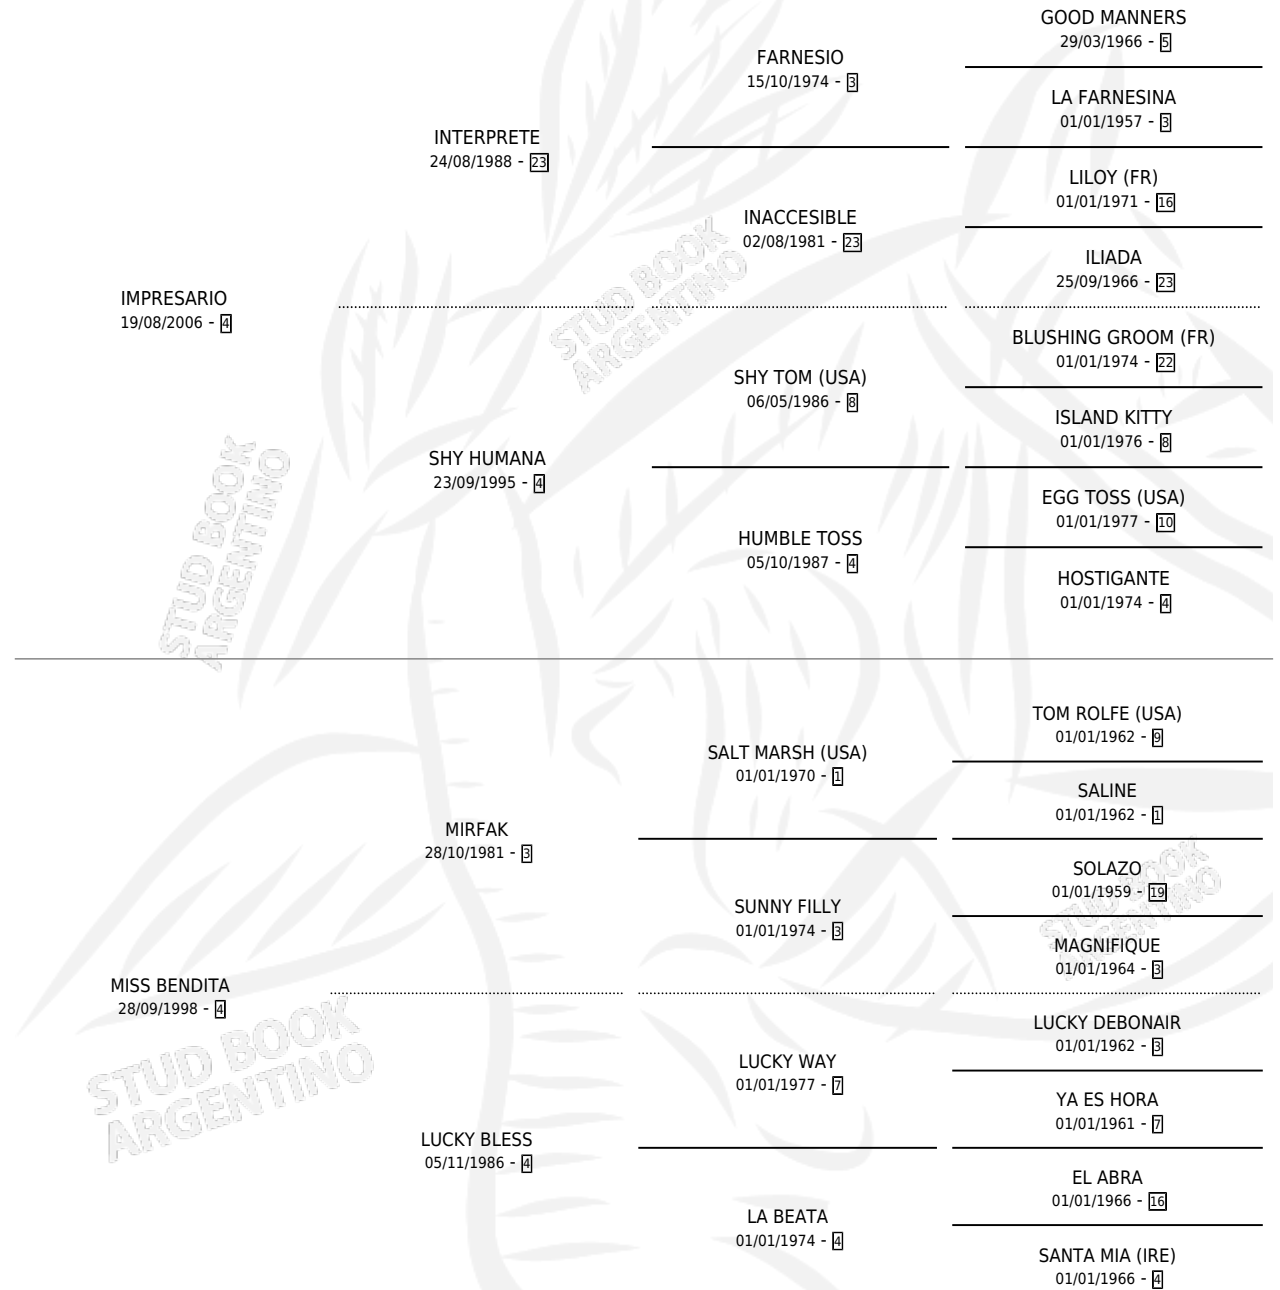 GOOD MANNERS
29/03/1966 - 5
FARNESIO
15/10/1974 - 3
LA FARNESINA
01/01/1957 - 3
INTERPRETE
24/08/1988 - 23
LILOY (FR)
01/01/1971 - 16
INACCESIBLE
02/08/1981 - 23
ILIADA
25/09/1966 - 23
IMPRESARIO
19/08/2006 - 4
BLUSHING GROOM (FR)
01/01/1974 - 22
SHY TOM (USA)
06/05/1986 - 8
ISLAND KITTY
01/01/1976 - 8
SHY HUMANA
23/09/1995 - 4
EGG TOSS (USA)
01/01/1977 - 10
HUMBLE TOSS
05/10/1987 - 4
HOSTIGANTE
01/01/1974 - 4
STUD BOOK
ARGENTINO
STUD BOOK
ARGENTINO
TOM ROLFE (USA)
01/01/1962 - 9
SALT MARSH (USA)
01/01/1970 - 1
SALINE
01/01/1962 - 1
MIRFAK
28/10/1981 - 3
SOLAZO
01/01/1959 - 19
SUNNY FILLY
01/01/1974 - 3
MAGNIFIQUE
01/01/1964 - 3
MISS BENDITA
28/09/1998 - 4
LUCKY DEBONAIR
01/01/1962 - 3
LUCKY WAY
01/01/1977 - 7
YA ES HORA
01/01/1961 - 7
LUCKY BLESS
05/11/1986 - 4
EL ABRA
01/01/1966 - 16
LA BEATA
01/01/1974 - 4
SANTA MIA (IRE)
01/01/1966 - 4
STUD BOOK
ARGENTINO
STUD BOOK
ARGENTINO